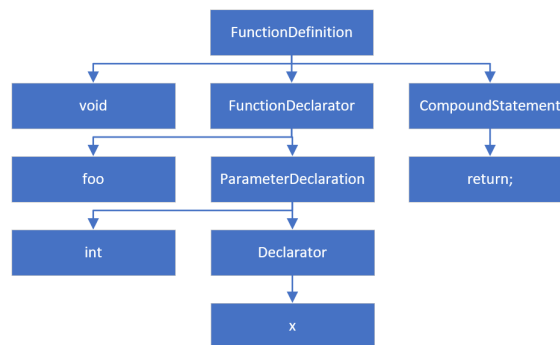 FunctionDefinition
void
FunctionDeclarator
CompoundStatement
foo
ParameterDeclaration
return;
int
Declarator
x